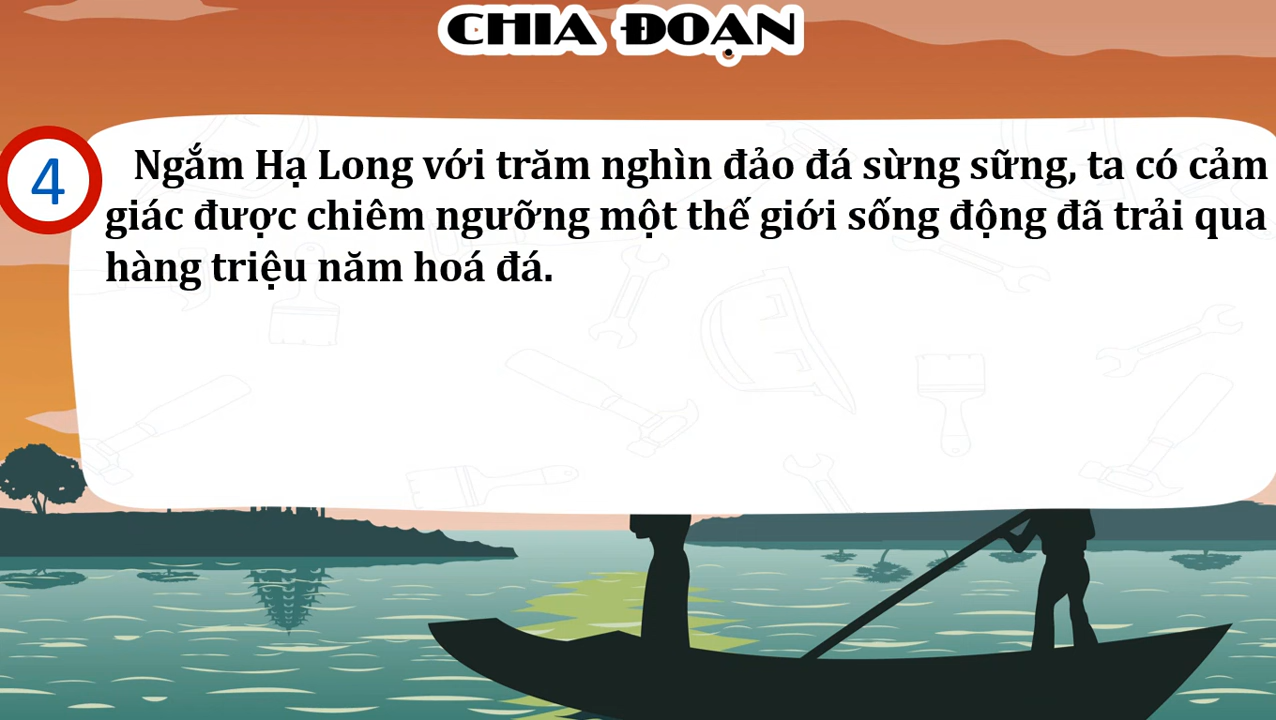 CHIA ĐOẠN
4
Ngắm Hạ Long với trăm nghìn đảo đá sừng sững, ta có cảm
giác được chiêm ngưỡng một thế giới sống động đã trải qua
hàng triệu năm hoá đá.